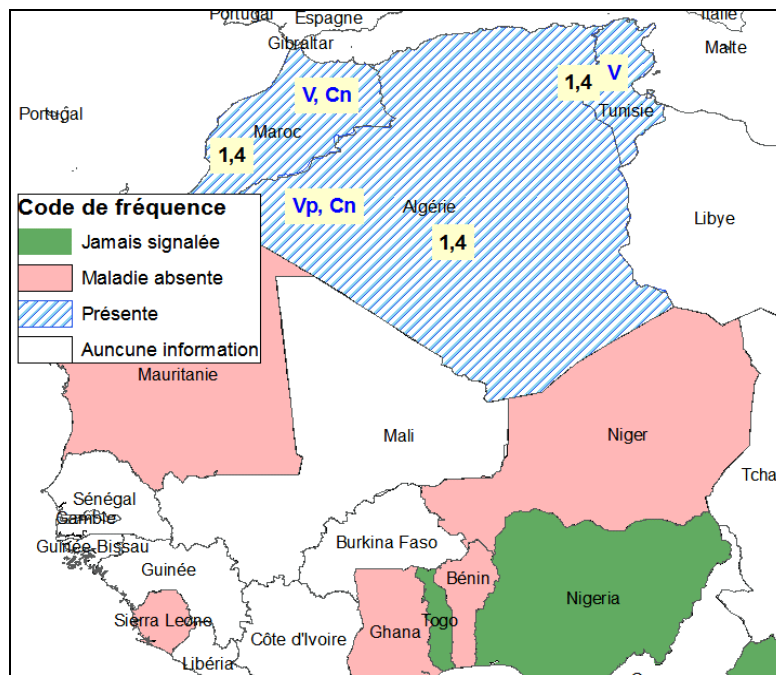 Portugal
Espagne
Italie
Gibraltar
Malte
Portugal
V, Cn
1,4
V
Maroc
Tunisie
1,4
Vp, Cn
Algérie
Libye
1,4
Code de fréquence
Jamais signalée
Maladie absente
Présente
Auncune information
Mauritanie
Mali
Niger
Tcha
Sénégal
Gambie
Guinée-Bissau
Burkina Faso
Guinée
Bénin
Nigeria
Sierra Leone
Togo
Côte d'Ivoire
Ghana
Libéria